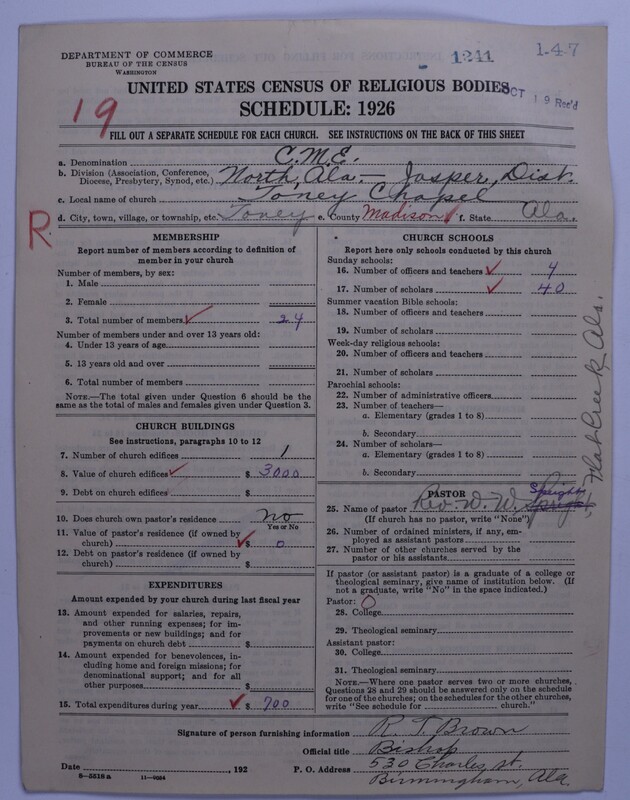 DEPARTMENT OF COMMERCE
BUREAU OF THE CENSUS
WASHINGTON
1241
1-4-7
UNITED STATES CENSUS OF RELIGIOUS BODIES
OCT 19 Rec'd
SCHEDULE: 1926
19
FILL OUT A SEPARATE SCHEDULE FOR EACH CHURCH. SEE INSTRUCTIONS ON THE BACK OF THIS SHEET
a. Denomination C.M.E.
b. Division (Association, Conference, Diocese, Presbytery, Synod, etc.) North, Ala. — Jasper, Dist.
c. Local name of church Toney Chapel
d. City, town, village, or township, etc. Toney e. County Madison f. State Ala.
R
MEMBERSHIP
Report number of members according to definition of
member in your church
Number of members, by sex:
1. Male
2. Female
3. Total number of members 24
Number of members under and over 13 years old:
4. Under 13 years of age
5. 13 years old and over
6. Total number of members
NOTE.—The total given under Question 6 should be
same as the total of males and females given under Question 3.
CHURCH BUILDINGS
See instructions, paragraphs 10 to 12
7. Number of church edifices 1
8. Value of church edifices $ 3000
9. Debt on church edifices $
10. Does church own pastor's residence no
Yes or No
11. Value of pastor's residence (if owned by
church) $ 0
12. Debt on pastor's residence (if owned by
church) $
EXPENDITURES
Amount expended by your church during last fiscal year
13. Amount expended for salaries, repairs,
and other running expenses; for im-
provements or new buildings; and for
payments on church debt $
14. Amount expended for benevolences, in-
cluding home and foreign missions; for
denominational support; and for all
other purposes $
15. Total expenditures during year $ 700
CHURCH SCHOOLS
Report here only schools conducted by this church
Sunday schools:
16. Number of officers and teachers 4
17. Number of scholars 40
Summer vacation Bible schools:
18. Number of officers and teachers
19. Number of scholars
Week-day religious schools:
20. Number of officers and teachers
21. Number of scholars
Parochial schools:
22. Number of administrative officers
23. Number of teachers—
a. Elementary (grades 1 to 8)
b. Secondary
24. Number of scholars—
a. Elementary (grades 1 to 8)
b. Secondary
PASTOR
25. Name of pastor Rev. W. W.
(If church has no pastor, write "None")
26. Number of ordained ministers, if any, em-
ployed as assistant pastors
27. Number of other churches served by the
pastor or his assistants
If pastor (or assistant pastor) is a graduate of a college or
theological seminary, give name of institution below. (If
not a graduate, write "No" in the space indicated.)
Pastor: 0
28. College
29. Theological seminary
Assistant pastor:
30. College
31. Theological seminary
NOTE.—Where one pastor serves two or more churches,
Questions 28 and 29 should be answered only on the schedule
for one of the churches; on the schedules for the other churches,
write "See schedule for church."
Signature of person furnishing information R. T. Brown
Official title Bishop
Date , 192
P. O. Address 530 Charles st.
Birmingham, Ala.